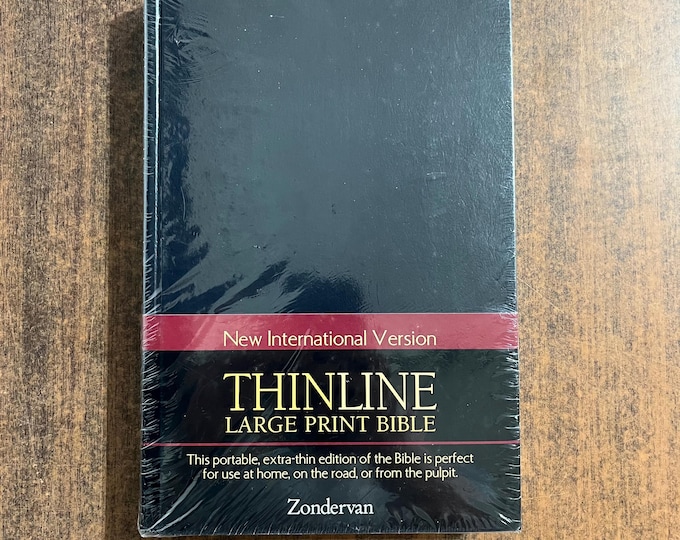 New International Version
THINLINE
LARGE PRINT BIBLE
This portable, extra-thin edition of the Bible is perfect
for use at home, on the road, or from the pulpit.
Zondervan